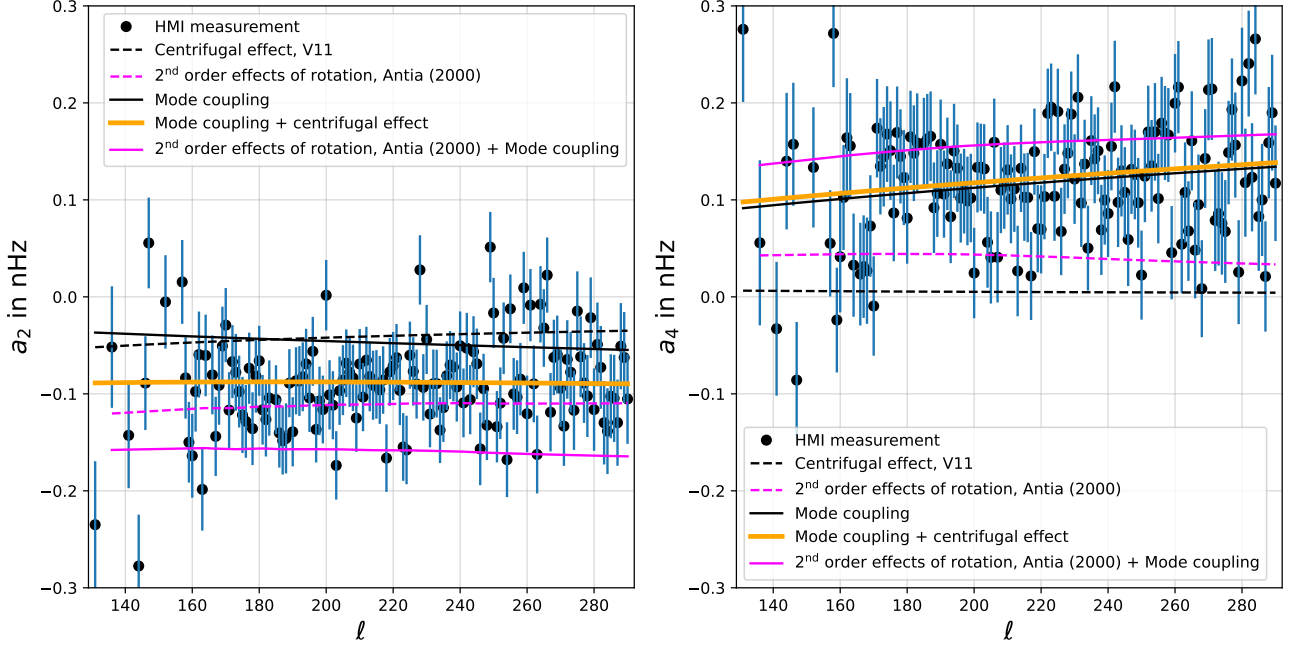 0.3
0.2
0.1
0.0
−0.1
−0.2
−0.3
a₂ in nHz
HMI measurement
Centrifugal effect, V11
2ⁿᵈ order effects of rotation, Antia (2000)
Mode coupling
Mode coupling + centrifugal effect
2ⁿᵈ order effects of rotation, Antia (2000) + Mode coupling
140 160 180 200 220 240 260 280
ℓ
0.3
0.2
0.1
0.0
−0.1
−0.2
−0.3
a₄ in nHz
HMI measurement
Centrifugal effect, V11
2ⁿᵈ order effects of rotation, Antia (2000)
Mode coupling
Mode coupling + centrifugal effect
2ⁿᵈ order effects of rotation, Antia (2000) + Mode coupling
140 160 180 200 220 240 260 280
ℓ